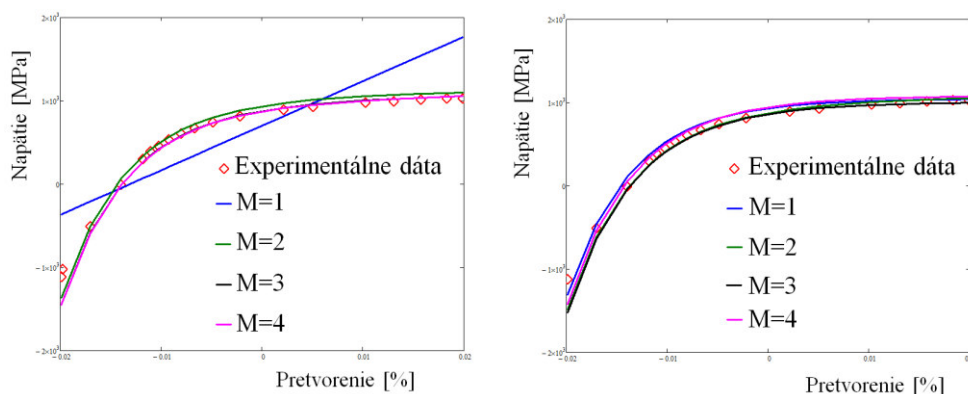 Napätie [MPa]
2×10³
1×10³
0
−1×10³
−2×10³
−0.02
−0.01
0
0.01
0.02
Pretvorenie [%]
Experimentálne dáta
M=1
M=2
M=3
M=4
Napätie [MPa]
2×10³
1×10³
0
−1×10³
−2×10³
−0.02
−0.01
0
0.01
0.02
Pretvorenie [%]
Experimentálne dáta
M=1
M=2
M=3
M=4